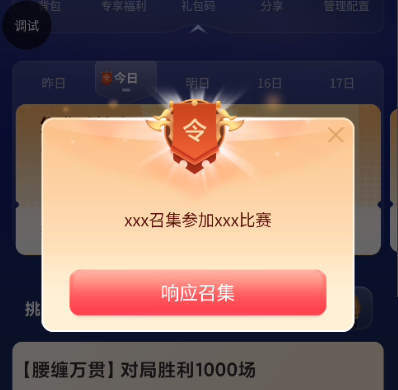 背包 专享福利 礼包码 分享 管理配置
调试
昨日 今日 明日 16日 17日
令
xxx召集参加xxx比赛
响应召集
挑
【腰缠万贯】对局胜利1000场